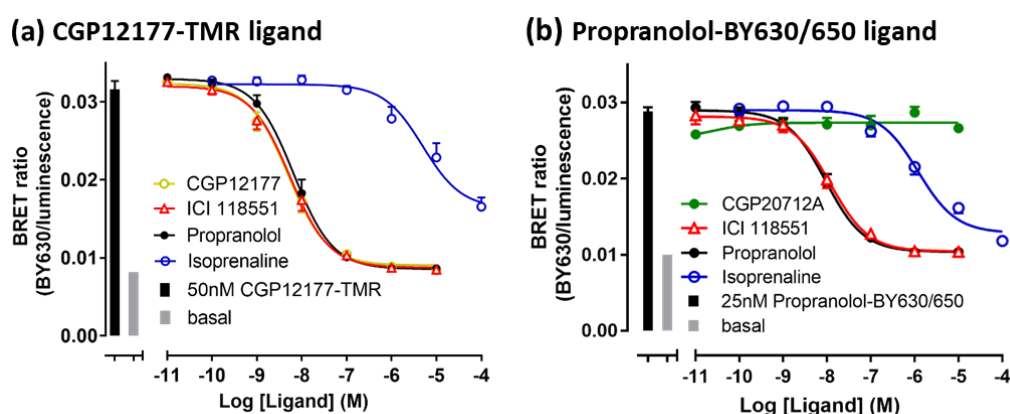 (a) CGP12177-TMR ligand
BRET ratio
(BY630/luminescence)
0.03
0.02
0.01
0.00
CGP12177
ICI 118551
Propranolol
Isoprenaline
50nM CGP12177-TMR
basal
-11 -10 -9 -8 -7 -6 -5 -4
Log [Ligand] (M)
(b) Propranolol-BY630/650 ligand
BRET ratio
(BY630/luminescence)
0.03
0.02
0.01
0.00
CGP20712A
ICI 118551
Propranolol
Isoprenaline
25nM Propranolol-BY630/650
basal
-11 -10 -9 -8 -7 -6 -5 -4
Log [Ligand] (M)